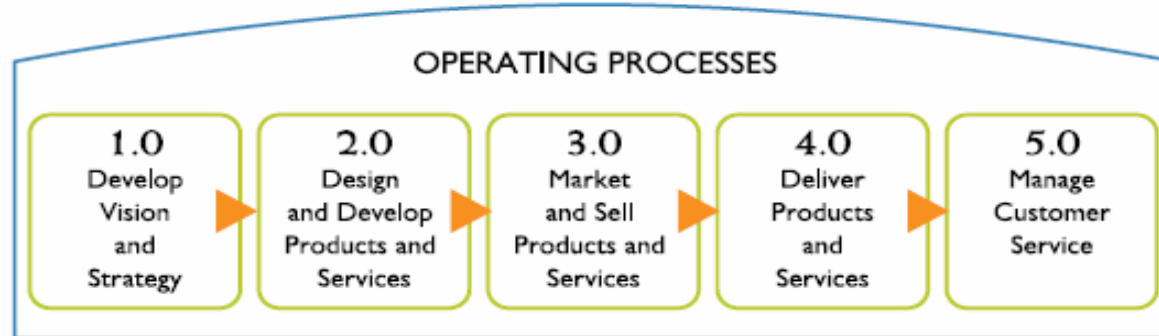 OPERATING PROCESSES
1.0
Develop
Vision
and
Strategy
2.0
Design
and Develop
Products and
Services
3.0
Market
and Sell
Products and
Services
4.0
Deliver
Products
and
Services
5.0
Manage
Customer
Service